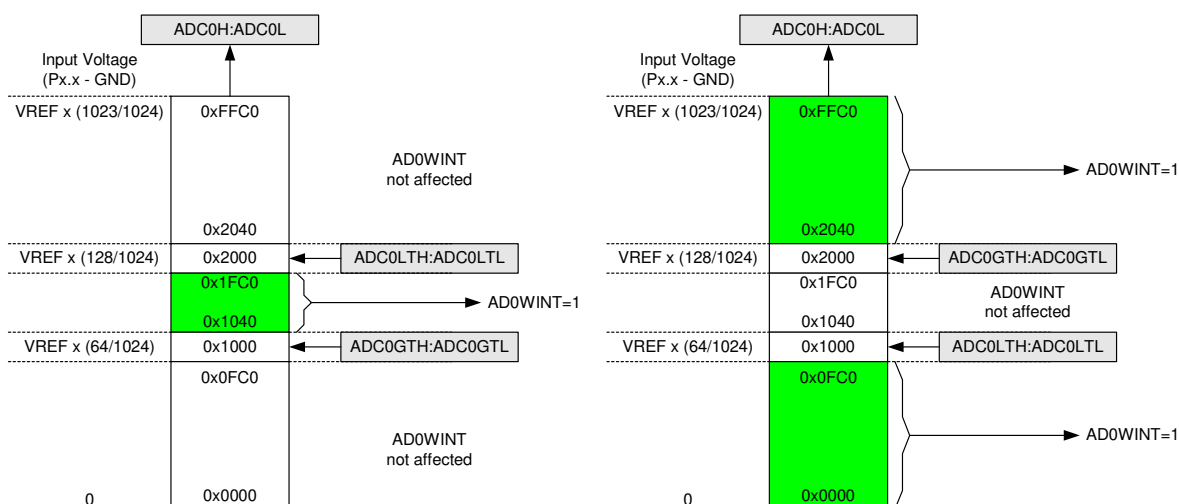 ADC0H:ADC0L
Input Voltage
(Px.x - GND)
VREF x (1023/1024)
0xFFC0
AD0WINT
not affected
0x2040
VREF x (128/1024)
0x2000
ADC0LTH:ADC0LTL
0x1FC0
AD0WINT=1
0x1040
VREF x (64/1024)
0x1000
ADC0GTH:ADC0GTL
0x0FC0
AD0WINT
not affected
0
0x0000
ADC0H:ADC0L
Input Voltage
(Px.x - GND)
VREF x (1023/1024)
0xFFC0
AD0WINT=1
0x2040
VREF x (128/1024)
0x2000
ADC0GTH:ADC0GTL
0x1FC0
AD0WINT
not affected
0x1040
VREF x (64/1024)
0x1000
ADC0LTH:ADC0LTL
0x0FC0
AD0WINT=1
0
0x0000